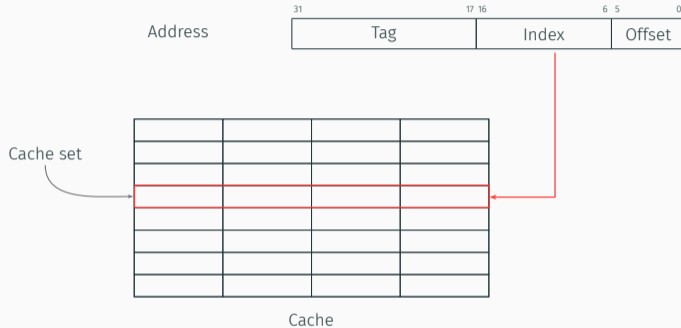 31 17 16 6 5 0
Address Tag Index Offset
Cache set
Cache